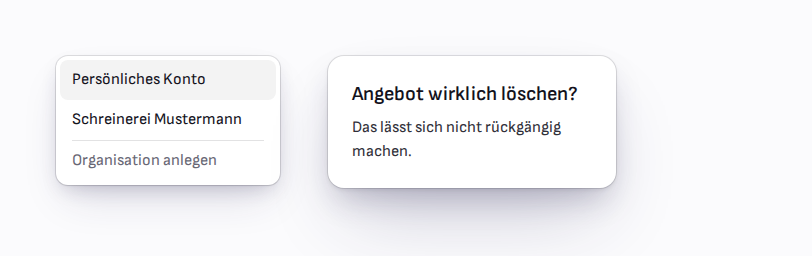 Persönliches Konto
Schreinerei Mustermann
Organisation anlegen
Angebot wirklich löschen?
Das lässt sich nicht rückgängig
machen.